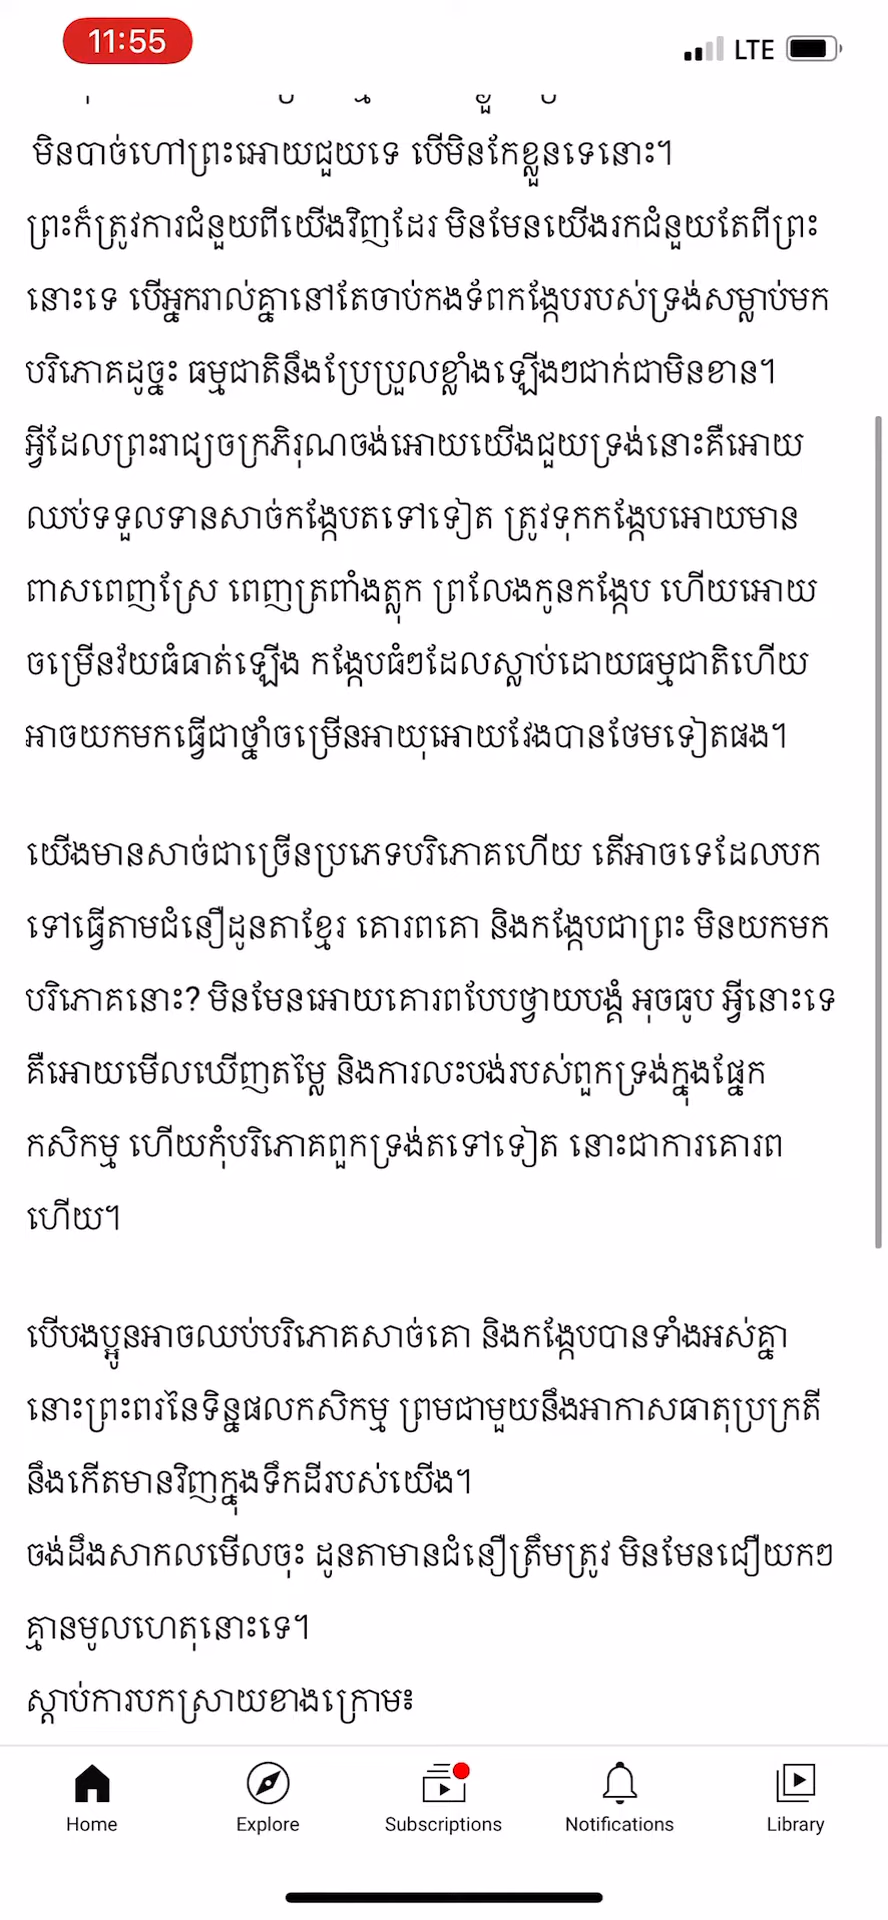 11:55
LTE
មិនបាច់ហៅព្រះអោយជួយទេ បើមិនកែខ្លួនទេនោះ។
ព្រះក៏ត្រូវការជំនួយពីយើងវិញដែរ មិនមែនយើងរកជំនួយតែពីព្រះ
នោះទេ បើអ្នករាល់គ្នានៅតែចាប់កងទ័ពកង្កែបរបស់ទ្រង់សម្លាប់មក
បរិភោគដូច្នះ ធម្មជាតិនឹងប្រែប្រួលខ្លាំងឡើងៗជាក់ជាមិនខាន។
អ្វីដែលព្រះរាជ្យចក្រភិរុណចង់អោយយើងជួយទ្រង់នោះគឺអោយ
ឈប់ទទួលទានសាច់កង្កែបតទៅទៀត ត្រូវទុកកង្កែបអោយមាន
ពាសពេញស្រែ ពេញត្រពាំងត្លុក ព្រលែងកូនកង្កែប ហើយអោយ
ចម្រើនវ័យធំធាត់ឡើង កង្កែបធំៗដែលស្លាប់ដោយធម្មជាតិហើយ
អាចយកមកធ្វើជាថ្នាំចម្រើនអាយុអោយវែងបានថែមទៀតផង។
យើងមានសាច់ជាច្រើនប្រភេទបរិភោគហើយ តើអាចទេដែលបក
ទៅធ្វើតាមជំនឿដូនតាខ្មែរ គោរពគោ និងកង្កែបជាព្រះ មិនយកមក
បរិភោគនោះ? មិនមែនអោយគោរពបែបថ្វាយបង្គំ អុចធូប អ្វីនោះទេ
គឺអោយមើលឃើញតម្លៃ និងការលះបង់របស់ពួកទ្រង់ក្នុងផ្នែក
កសិកម្ម ហើយកុំបរិភោគពួកទ្រង់តទៅទៀត នោះជាការគោរព
ហើយ។
បើបងប្អូនអាចឈប់បរិភោគសាច់គោ និងកង្កែបបានទាំងអស់គ្នា
នោះព្រះពរនៃទិន្នផលកសិកម្ម ព្រមជាមួយនឹងអាកាសធាតុប្រក្រតី
នឹងកើតមានវិញក្នុងទឹកដីរបស់យើង។
ចង់ដឹងសាកលមើលចុះ ដូនតាមានជំនឿត្រឹមត្រូវ មិនមែនជឿយកៗ
គ្មានមូលហេតុនោះទេ។
ស្តាប់ការបកស្រាយខាងក្រោម៖
Home
Explore
Subscriptions
Notifications
Library